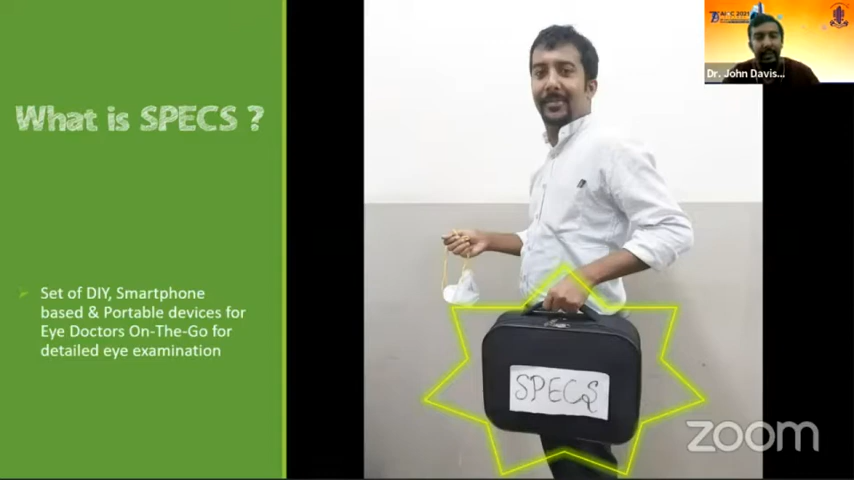 What is SPECS ?
Set of DIY, Smartphone
based & Portable devices for
Eye Doctors On-The-Go for
detailed eye examination
SPECS
2021
Dr. John Davis...
zoom